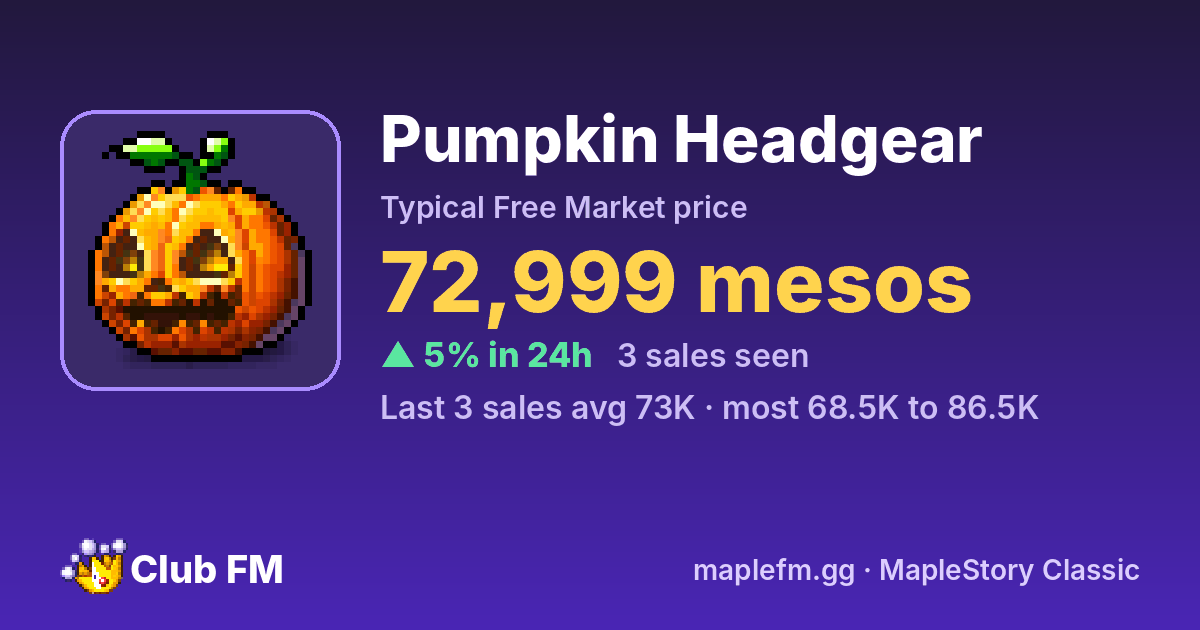 Pumpkin Headgear
Typical Free Market price
72,999 mesos
▲ 5% in 24h 3 sales seen
Last 3 sales avg 73K · most 68.5K to 86.5K
Club FM
maplefm.gg · MapleStory Classic